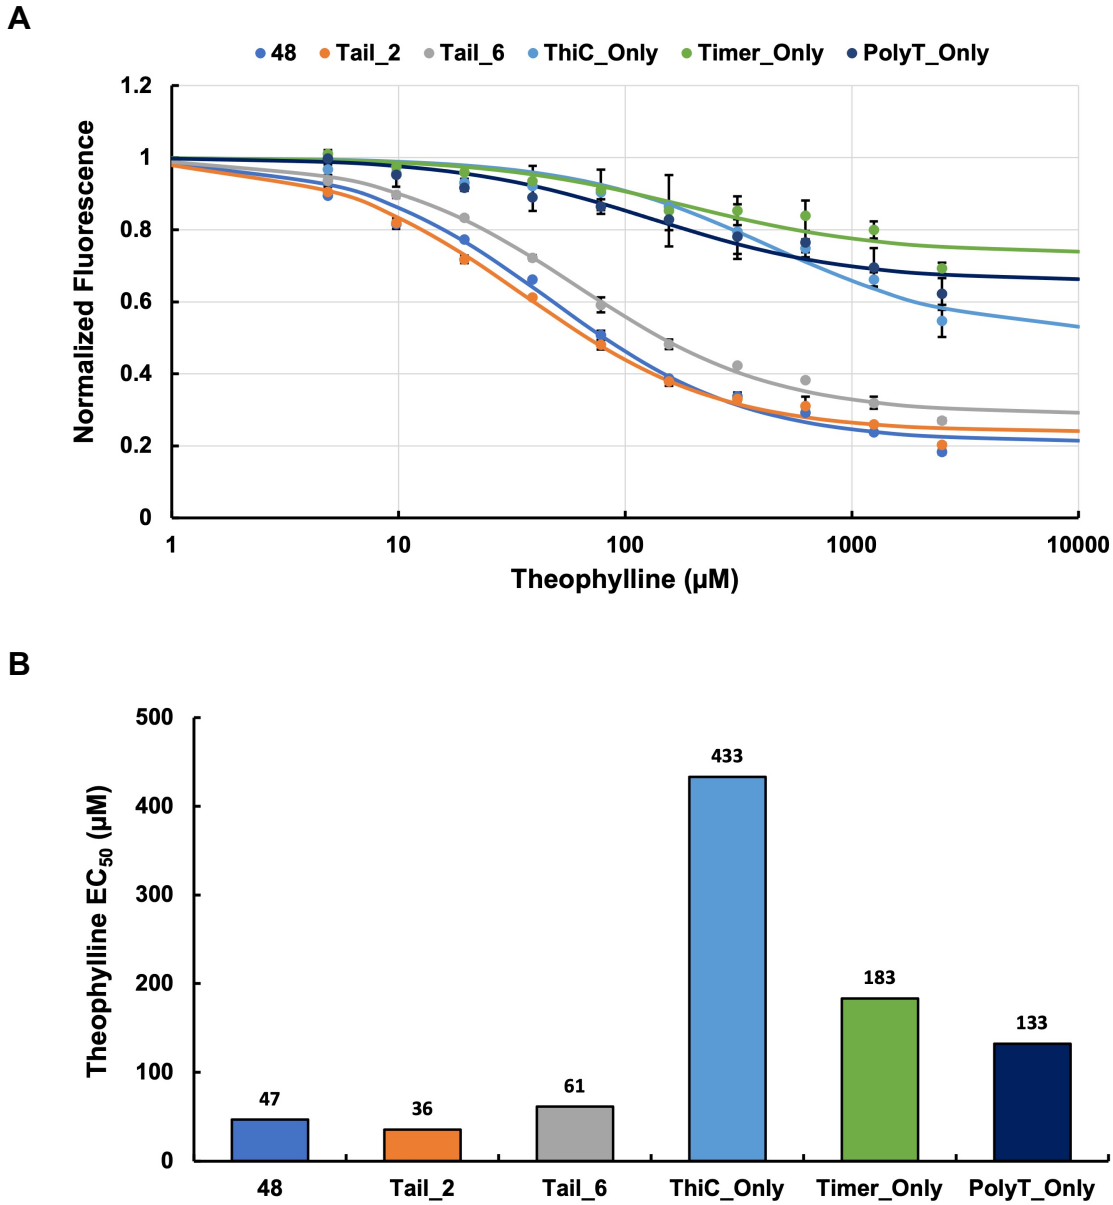 A
48 Tail_2 Tail_6 ThiC_Only Timer_Only PolyT_Only
Normalized Fluorescence
1.2
1
0.8
0.6
0.4
0.2
0
1 10 100 1000 10000
Theophylline (µM)
B
Theophylline EC50 (µM)
500
400
300
200
100
0
47 36 61 433 183 133
48 Tail_2 Tail_6 ThiC_Only Timer_Only PolyT_Only